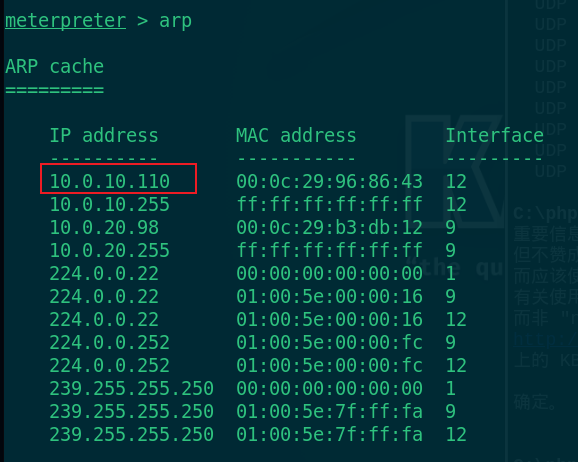 meterpreter > arp
ARP cache
=========
IP address MAC address Interface
---------- ----------- ---------
10.0.10.110 00:0c:29:96:86:43 12
10.0.10.255 ff:ff:ff:ff:ff:ff 12
10.0.20.98 00:0c:29:b3:db:12 9
10.0.20.255 ff:ff:ff:ff:ff:ff 9
224.0.0.22 00:00:00:00:00:00 1
224.0.0.22 01:00:5e:00:00:16 9
224.0.0.22 01:00:5e:00:00:16 12
224.0.0.252 01:00:5e:00:00:fc 9
224.0.0.252 01:00:5e:00:00:fc 12
239.255.255.250 00:00:00:00:00:00 1
239.255.255.250 01:00:5e:7f:ff:fa 9
239.255.255.250 01:00:5e:7f:ff:fa 12
UDP
UDP
UDP
UDP
UDP
UDP
UDP
UDP
UDP
C:\php
重要信息
但不赞成
而应该使
有关使用
而非 "n
上的 KB
确定。
"the qu